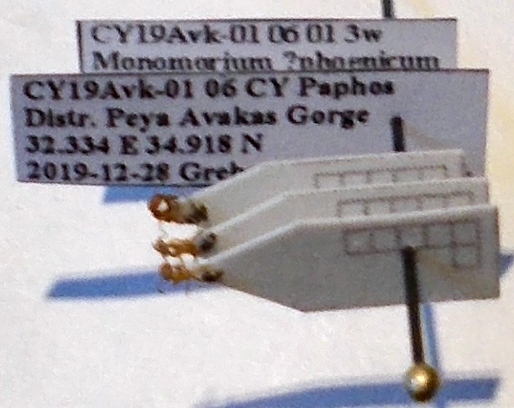 CY19Avk-01 06 01 3w
Monomorium ?phoenicum
CY19Avk-01 06 CY Paphos
Distr. Peya Avakas Gorge
32.334 E 34.918 N
2019-12-28 Greb